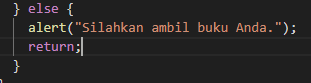 } else {
alert("Silahkan ambil buku Anda.");
return;
}